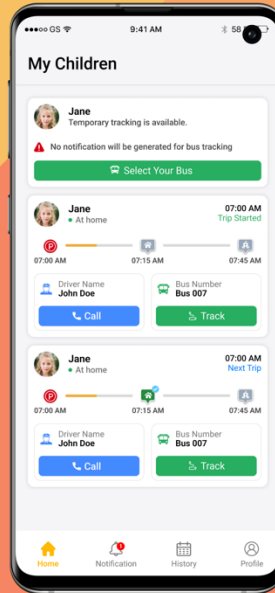 GS 9:41 AM 58
My Children
Jane
Temporary tracking is available.
No notification will be generated for bus tracking
Select Your Bus
Jane
At home
07:00 AM
Trip Started
P
07:00 AM 07:15 AM 07:45 AM
Driver Name
John Doe
Bus Number
Bus 007
Call
Track
Jane
At home
07:00 AM
Next Trip
P
07:00 AM 07:15 AM 07:45 AM
Driver Name
John Doe
Bus Number
Bus 007
Call
Track
Home Notification History Profile